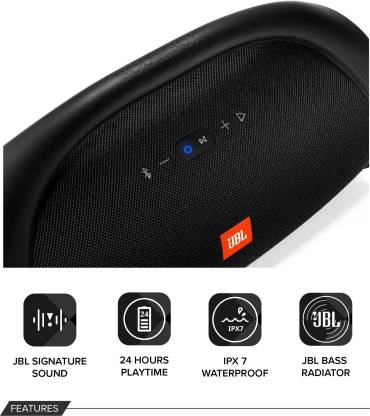 JBL
24
IPX7
JBL
JBL SIGNATURE
SOUND
24 HOURS
PLAYTIME
IPX 7
WATERPROOF
JBL BASS
RADIATOR
FEATURES